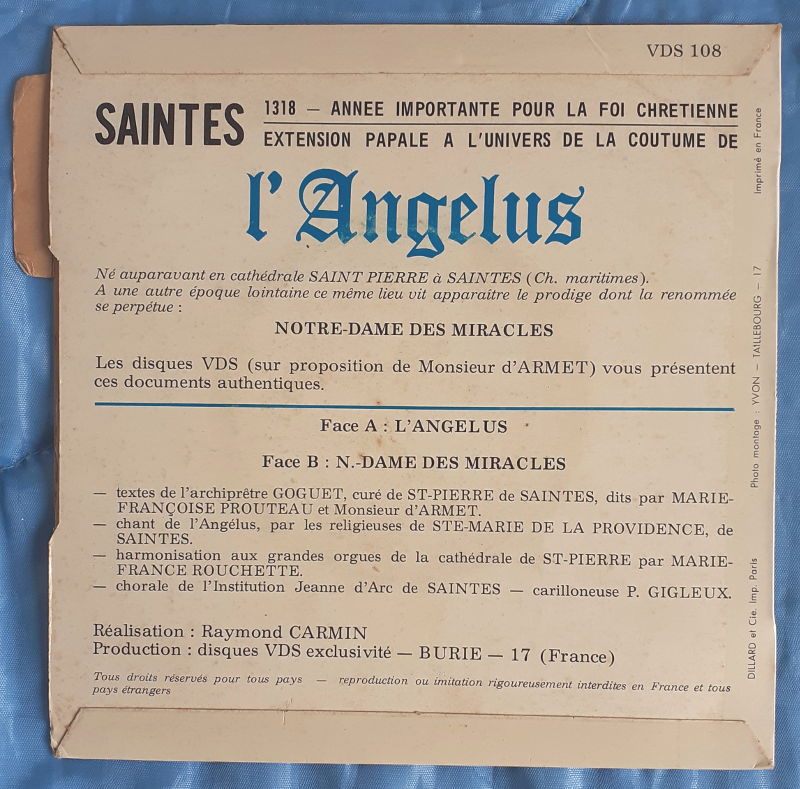 VDS 108
SAINTES
1318 — ANNEE IMPORTANTE POUR LA FOI CHRETIENNE
EXTENSION PAPALE A L'UNIVERS DE LA COUTUME DE
l'Angelus
Né auparavant en cathédrale SAINT PIERRE à SAINTES (Ch. maritimes).
A une autre époque lointaine ce même lieu vit apparaitre le prodige dont la renommée
se perpétue :
NOTRE-DAME DES MIRACLES
Les disques VDS (sur proposition de Monsieur d'ARMET) vous présentent
ces documents authentiques.
Face A : L'ANGELUS
Face B : N.-DAME DES MIRACLES
— textes de l'archiprêtre GOGUET, curé de ST-PIERRE de SAINTES, dits par MARIE-
FRANÇOISE PROUTEAU et Monsieur d'ARMET.
— chant de l'Angélus, par les religieuses de STE-MARIE DE LA PROVIDENCE, de
SAINTES.
— harmonisation aux grandes orgues de la cathédrale de ST-PIERRE par MARIE-
FRANCE ROUCHETTE.
— chorale de l'Institution Jeanne d'Arc de SAINTES — carilloneuse P. GIGLEUX.
Réalisation : Raymond CARMIN
Production : disques VDS exclusivité — BURIE — 17 (France)
Tous droits réservés pour tous pays — reproduction ou imitation rigoureusement interdites en France et tous
pays étrangers
Imprimé en France
Photo montage : YVON — TAILLEBOURG — 17
DILLARD et Cie. Imp. Paris